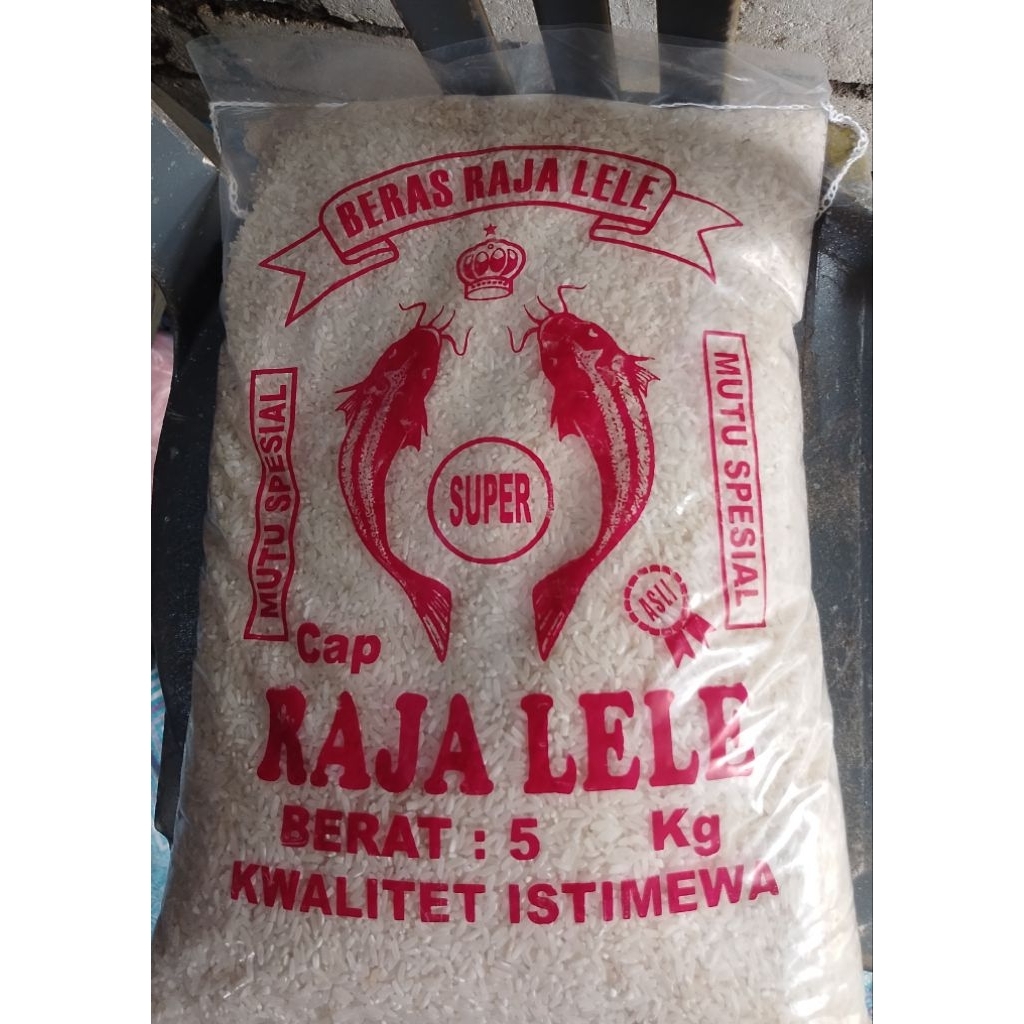 BERAS RAJA LELE
MUTU SPESIAL
SUPER
MUTU SPESIAL
ASLI
Cap
RAJA LELE
BERAT : 5 Kg
KWALITET ISTIMEWA